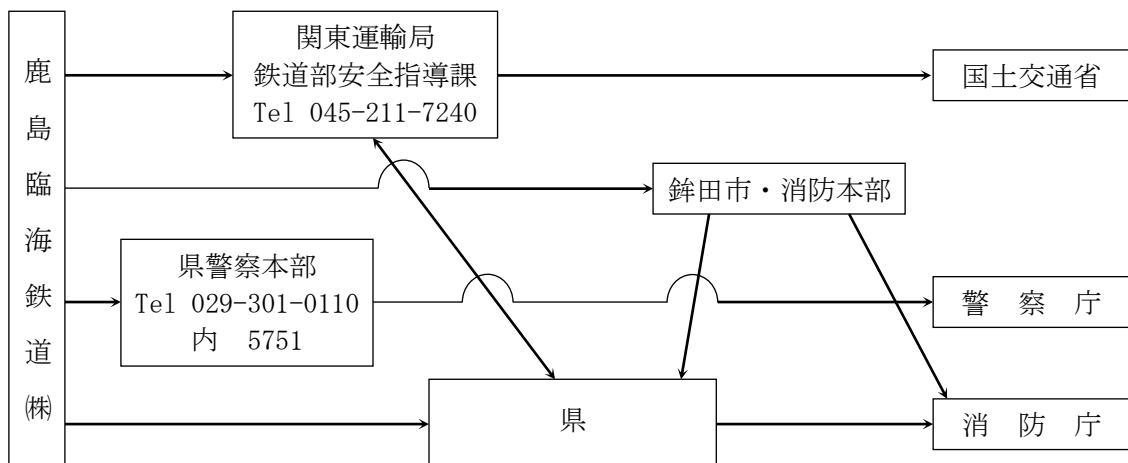 鹿島臨海鉄道㈱
関東運輸局
鉄道部安全指導課
Tel 045-211-7240
国土交通省
鉾田市・消防本部
県警察本部
Tel 029-301-0110
内　5751
警　察　庁
県
消　防　庁